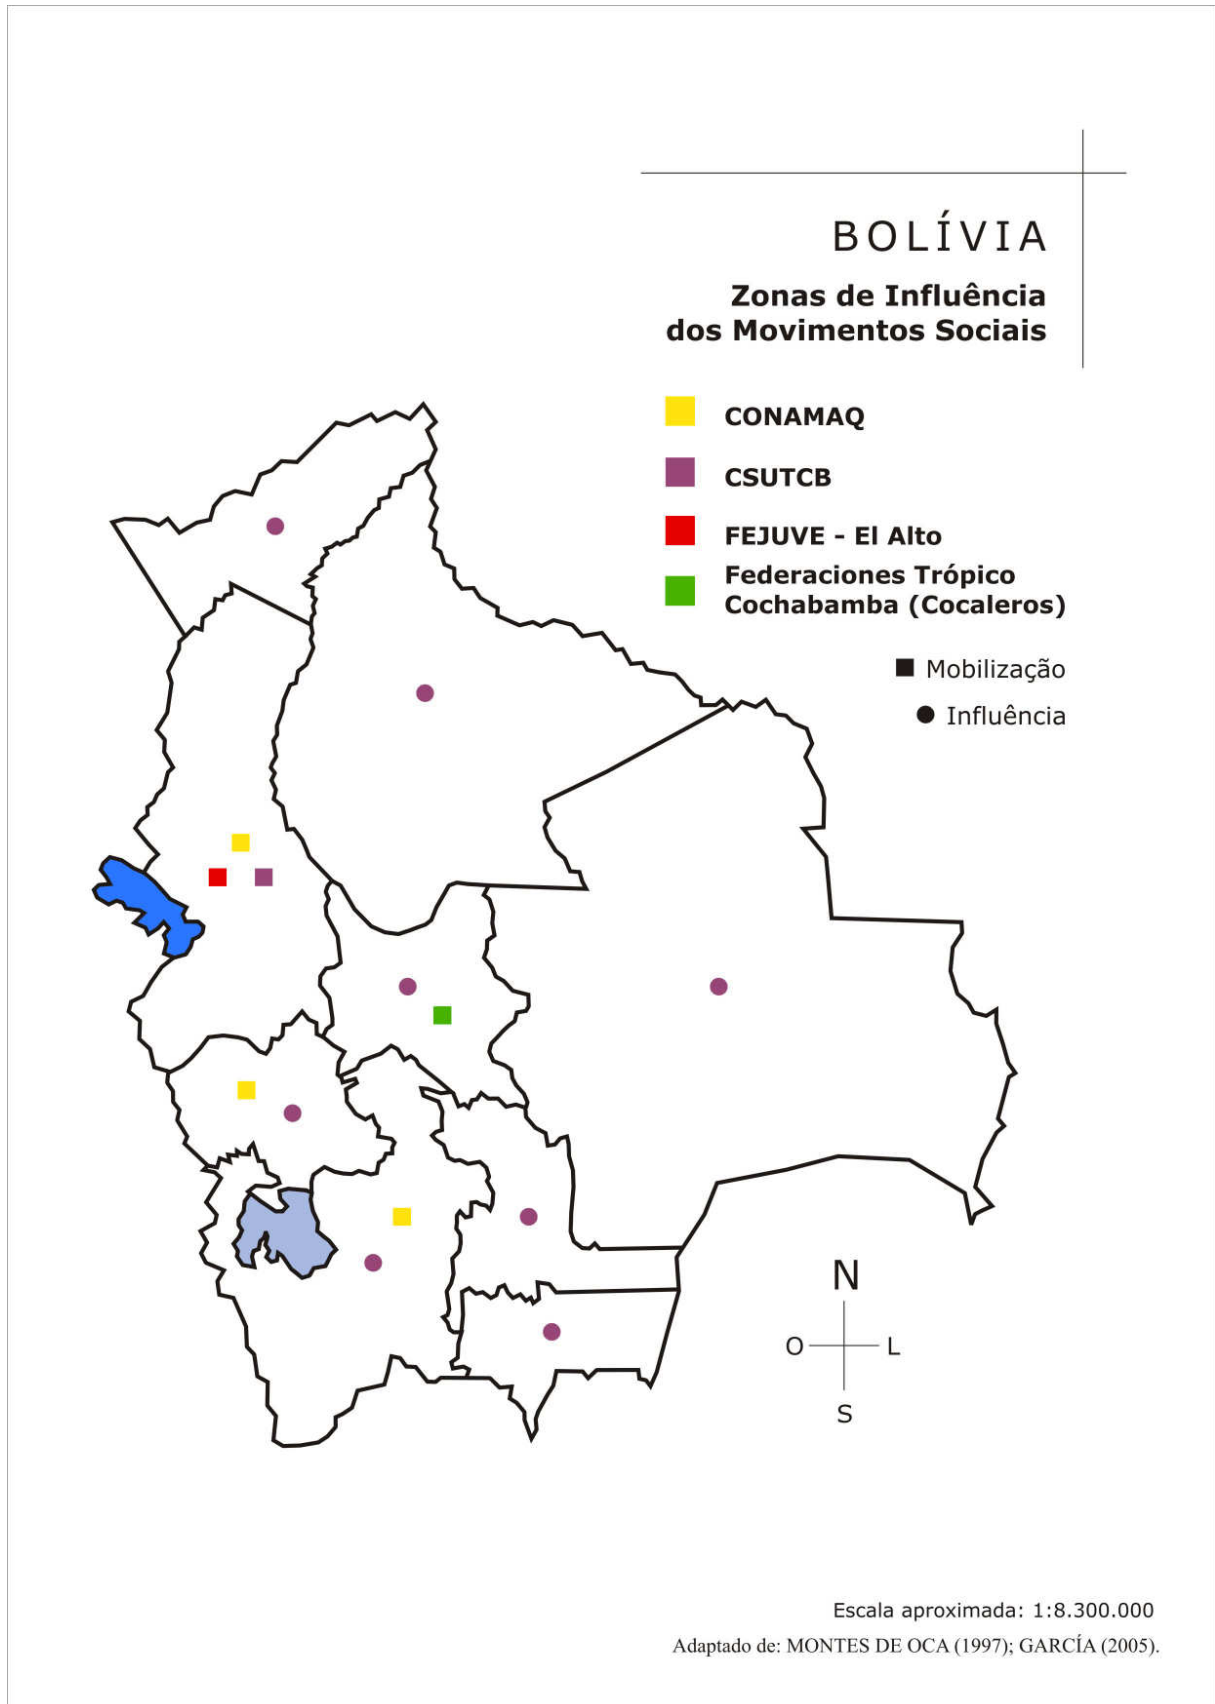 BOLÍVIA
Zonas de Influência
dos Movimentos Sociais
CONAMAQ
CSUTCB
FEJUVE - El Alto
Federaciones Trópico
Cochabamba (Cocaleros)
Mobilização
Influência
N
O L
S
Escala aproximada: 1:8.300.000
Adaptado de: MONTES DE OCA (1997); GARCÍA (2005).